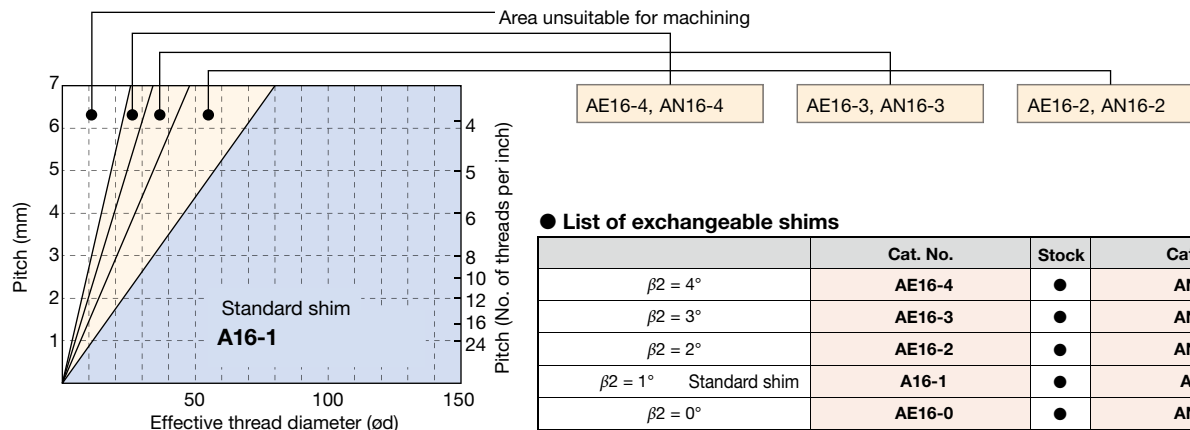 Area unsuitable for machining
AE16-4, AN16-4
AE16-3, AN16-3
AE16-2, AN16-2
Pitch (mm)
7
6
5
4
3
2
1
50
100
150
Effective thread diameter (ød)
4
5
6
8
10
12
16
24
Pitch (No. of threads per inch)
Standard shim
A16-1
● List of exchangeable shims
Cat. No. Stock
β2 = 4° AE16-4 ●
β2 = 3° AE16-3 ●
β2 = 2° AE16-2 ●
β2 = 1° Standard shim A16-1 ●
β2 = 0° AE16-0 ●